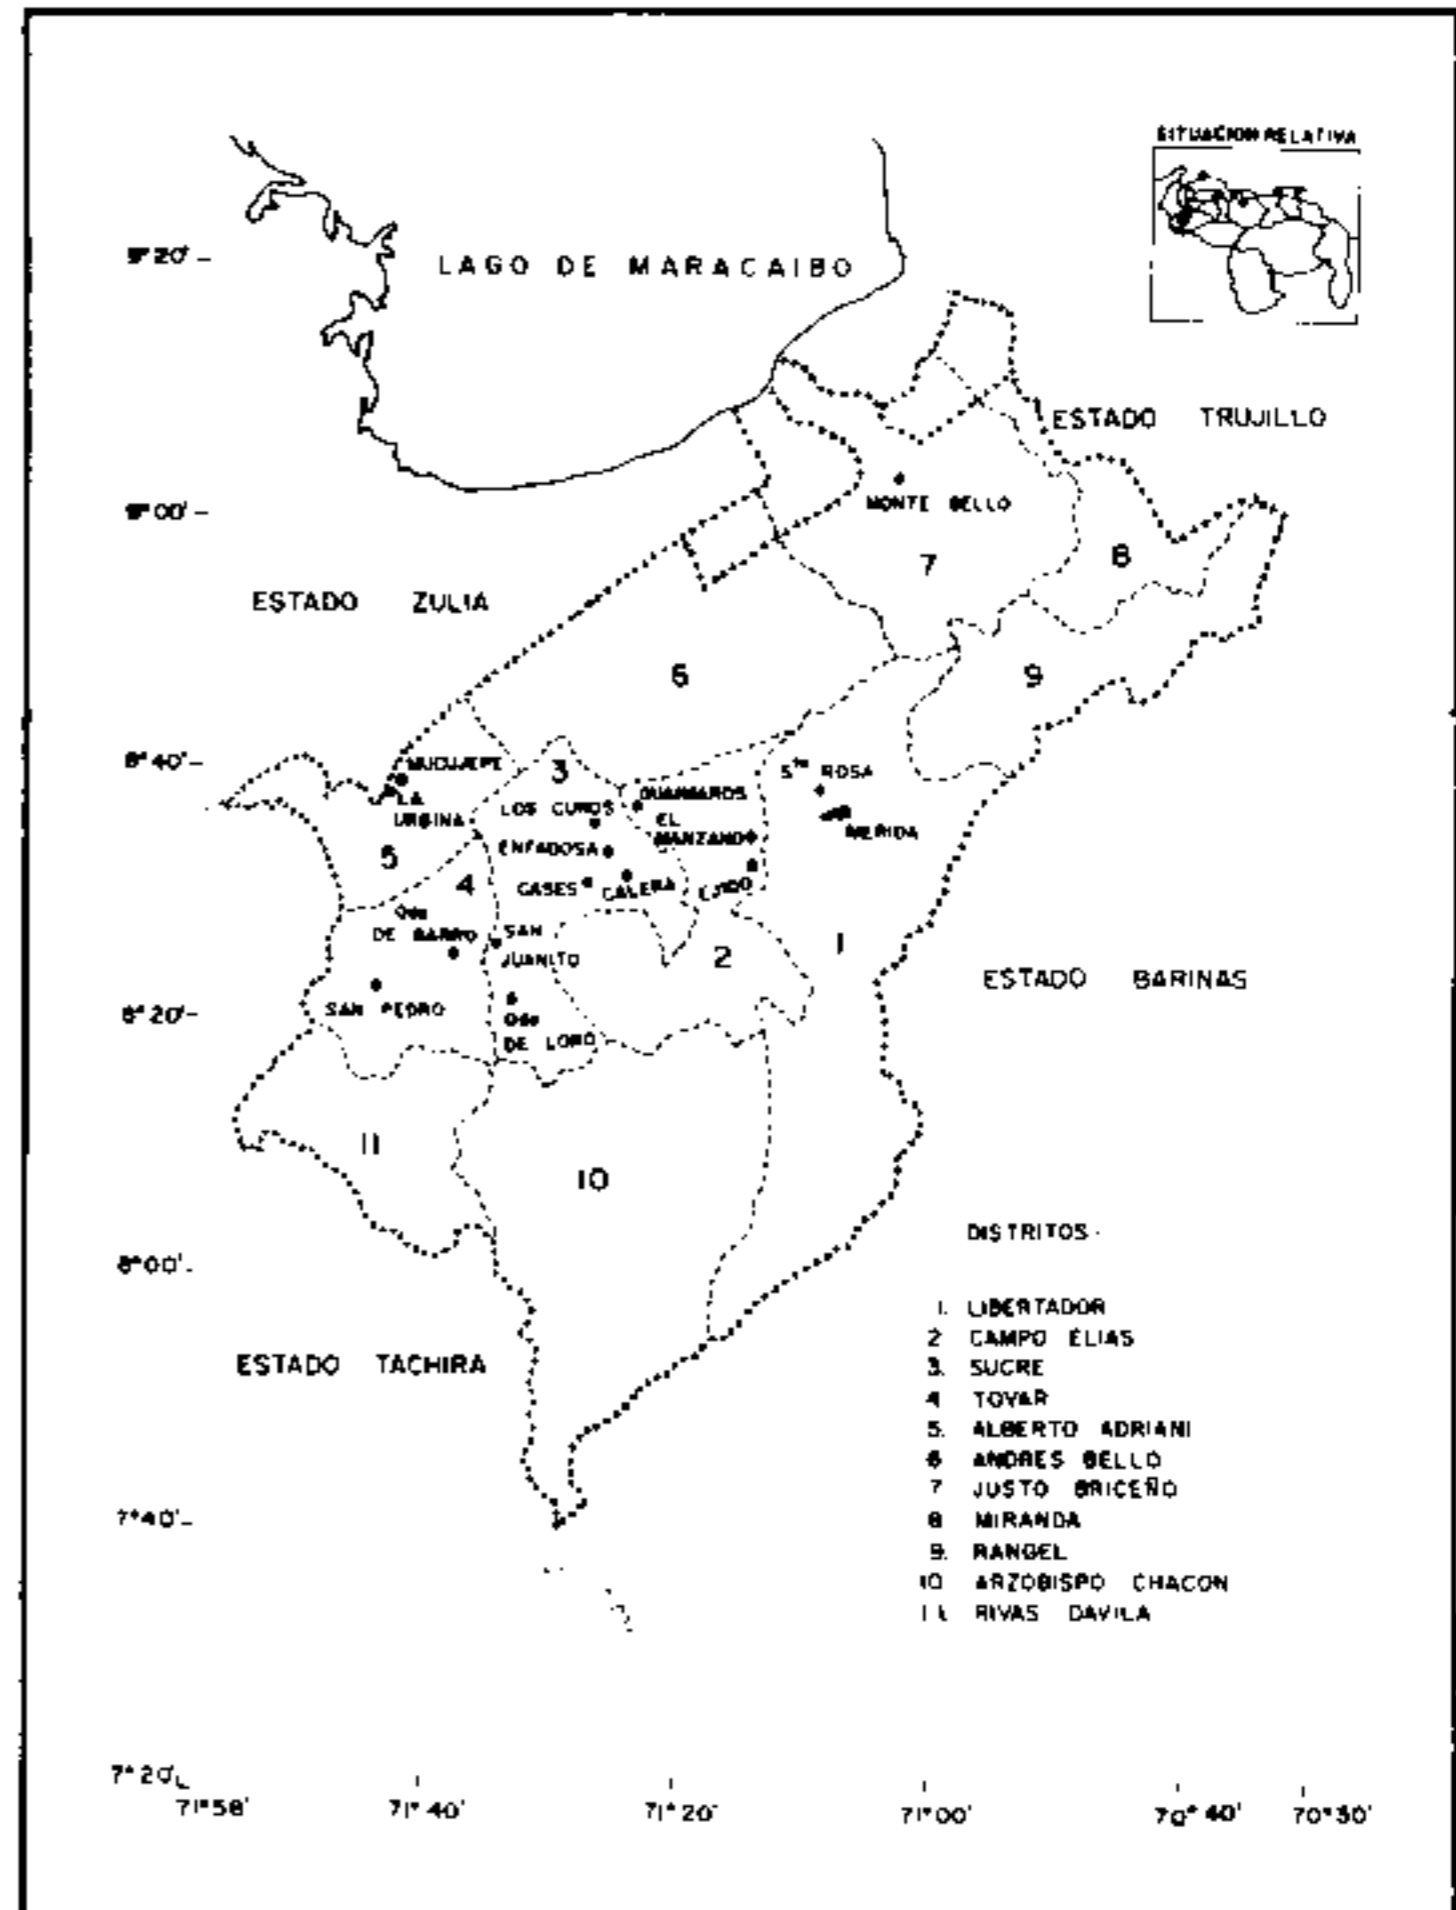 SITUACION RELATIVA
LAGO DE MARACAIBO
9°20'
ESTADO TRUJILLO
9°00'
MONTE BELLO
7
8
ESTADO ZULIA
6
9
8°40'
MUCUJEPE
3
Sta ROSA
LA
URBINA
LOS CUROS
GUARUROS
EL
MANZANO
MERIDA
5
ENFADOSA
4
CASES
CALERA
EJIDO
Qda
DE BARRO
SAN
JUANITO
2
1
ESTADO BARINAS
SAN PEDRO
8°20'
Qda
DE LORO
11
10
DISTRITOS
8°00'
1. LIBERTADOR
2 CAMPO ELIAS
3. SUCRE
ESTADO TACHIRA
4 TOVAR
5. ALBERTO ADRIANI
6 ANDRES BELLO
7 JUSTO BRICEÑO
7°40'
8 MIRANDA
9. RANGEL
10 ARZOBISPO CHACON
11 RIVAS DAVILA
7°20'
71°58' 71°40' 71°20' 71°00' 70°40' 70°30'